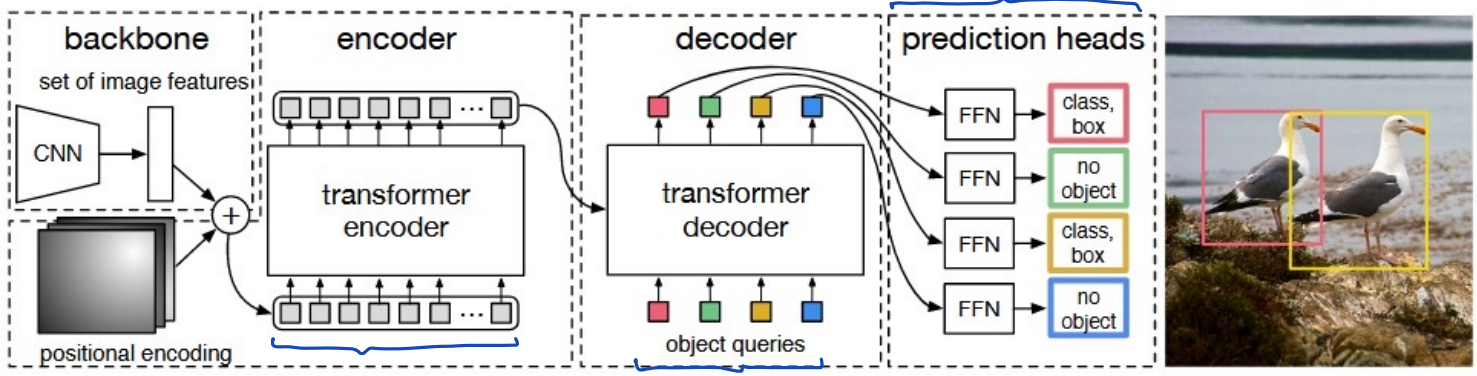 backbone
set of image features
CNN
+
positional encoding
encoder
...
transformer
encoder
...
decoder
transformer
decoder
object queries
prediction heads
FFN
class,
box
FFN
no
object
FFN
class,
box
FFN
no
object